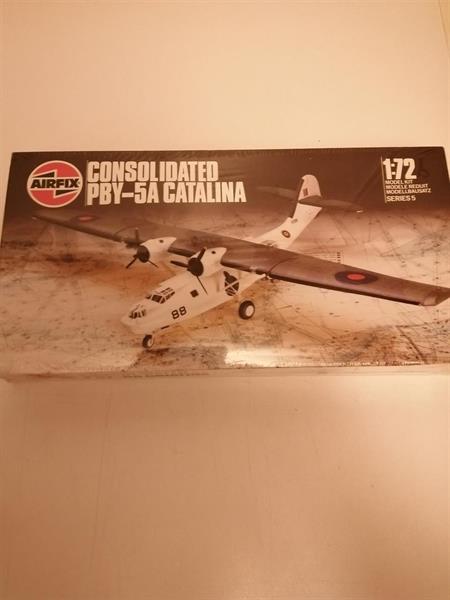 AIRFIX
CONSOLIDATED
PBY-5A CATALINA
1:72
MODEL KIT
MODELE REDUIT
MODELLBAUSATZ
SERIES 5
88